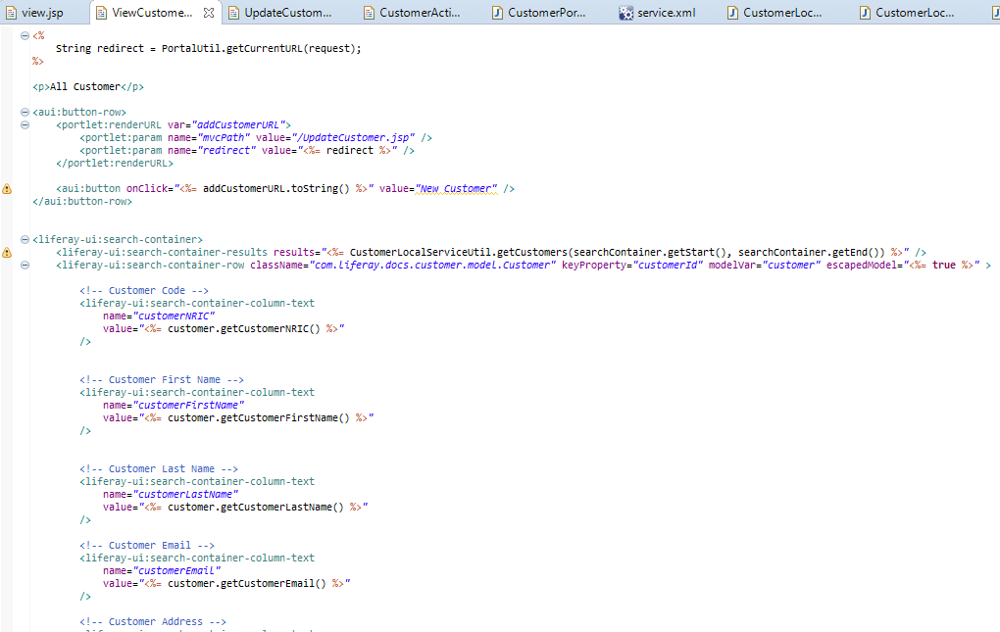 view.jsp ViewCustome... UpdateCustom... CustomerActi... CustomerPor... service.xml CustomerLoc... CustomerLoc...
<%
String redirect = PortalUtil.getCurrentURL(request);
%>
<p>All Customer</p>
<aui:button-row>
<portlet:renderURL var="addCustomerURL">
<portlet:param name="mvcPath" value="/UpdateCustomer.jsp" />
<portlet:param name="redirect" value="<%= redirect %>" />
</portlet:renderURL>
<aui:button onClick="<%= addCustomerURL.toString() %>" value="New Customer" />
</aui:button-row>
<liferay-ui:search-container>
<liferay-ui:search-container-results results="<%= CustomerLocalServiceUtil.getCustomers(searchContainer.getStart(), searchContainer.getEnd()) %>" />
<liferay-ui:search-container-row className="com.liferay.docs.customer.model.Customer" keyProperty="customerId" modelVar="customer" escapedModel="<%= true %>" >
<!-- Customer Code -->
<liferay-ui:search-container-column-text
name="customerNRIC"
value="<%= customer.getCustomerNRIC() %>"
/>
<!-- Customer First Name -->
<liferay-ui:search-container-column-text
name="customerFirstName"
value="<%= customer.getCustomerFirstName() %>"
/>
<!-- Customer Last Name -->
<liferay-ui:search-container-column-text
name="customerLastName"
value="<%= customer.getCustomerLastName() %>"
/>
<!-- Customer Email -->
<liferay-ui:search-container-column-text
name="customerEmail"
value="<%= customer.getCustomerEmail() %>"
/>
<!-- Customer Address -->